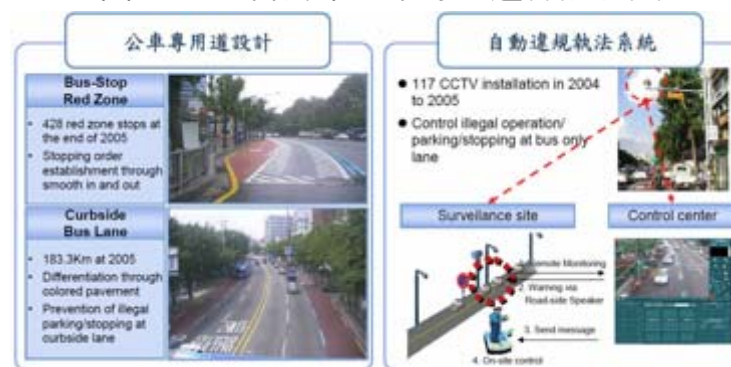 公車專用道設計
Bus-Stop
Red Zone
• 428 red zone stops at
the end of 2005
• Stopping order
establishment through
smooth in and out
Curbside
Bus Lane
• 183.3Km at 2005
• Differentiation through
colored pavement
• Prevention of illegal
parking/stopping at
curbside lane
自動違規執法系統
● 117 CCTV installation in 2004
to 2005
● Control illegal operation/
parking/stopping at bus only
lane
Surveilance site
Control center
Remote Monitoring
2. Warning via
Road-side Speaker
3. Send message
4. On-site control